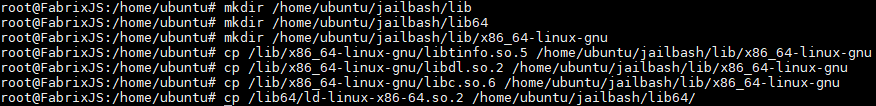 root@FabrixJS:/home/ubuntu# mkdir /home/ubuntu/jailbash/lib
root@FabrixJS:/home/ubuntu# mkdir /home/ubuntu/jailbash/lib64
root@FabrixJS:/home/ubuntu# mkdir /home/ubuntu/jailbash/lib/x86_64-linux-gnu
root@FabrixJS:/home/ubuntu# cp /lib/x86_64-linux-gnu/libtinfo.so.5 /home/ubuntu/jailbash/lib/x86_64-linux-gnu
root@FabrixJS:/home/ubuntu# cp /lib/x86_64-linux-gnu/libdl.so.2 /home/ubuntu/jailbash/lib/x86_64-linux-gnu
root@FabrixJS:/home/ubuntu# cp /lib/x86_64-linux-gnu/libc.so.6 /home/ubuntu/jailbash/lib/x86_64-linux-gnu
root@FabrixJS:/home/ubuntu# cp /lib64/ld-linux-x86-64.so.2 /home/ubuntu/jailbash/lib64/